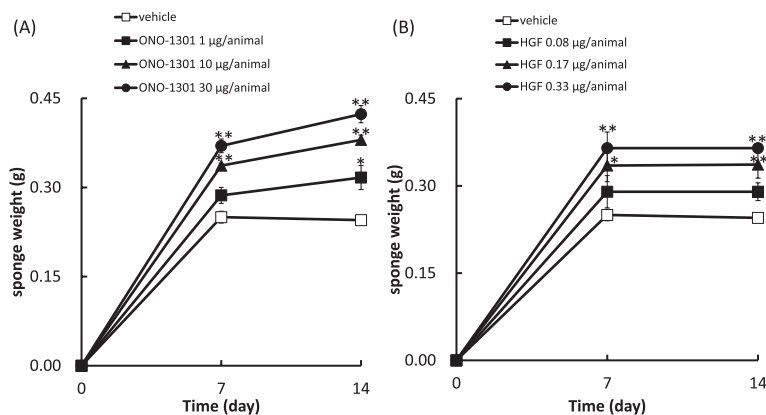 (A)
vehicle
ONO-1301 1 µg/animal
ONO-1301 10 µg/animal
ONO-1301 30 µg/animal
0.45
0.30
0.15
0.00
sponge weight (g)
**
**
**
**
*
0
7
14
Time (day)
(B)
vehicle
HGF 0.08 µg/animal
HGF 0.17 µg/animal
HGF 0.33 µg/animal
0.45
0.30
0.15
0.00
sponge weight (g)
**
*
**
**
0
7
14
Time (day)